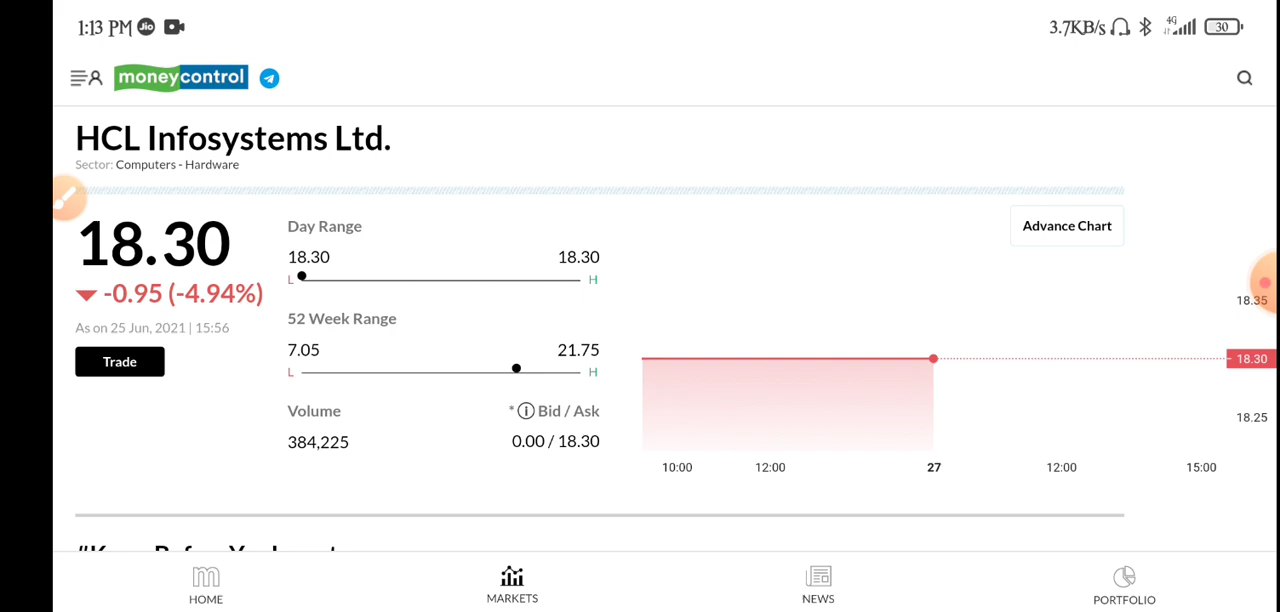 1:13 PM jio 3.7KB/s 4G 30
moneycontrol
HCL Infosystems Ltd.
Sector: Computers - Hardware
18.30
-0.95 (-4.94%)
As on 25 Jun, 2021 | 15:56
Trade
Day Range
18.30 18.30
L H
52 Week Range
7.05 21.75
L H
Volume * i Bid / Ask
384,225 0.00 / 18.30
Advance Chart
18.35
18.30
18.25
10:00 12:00 27 12:00 15:00
HOME MARKETS NEWS PORTFOLIO